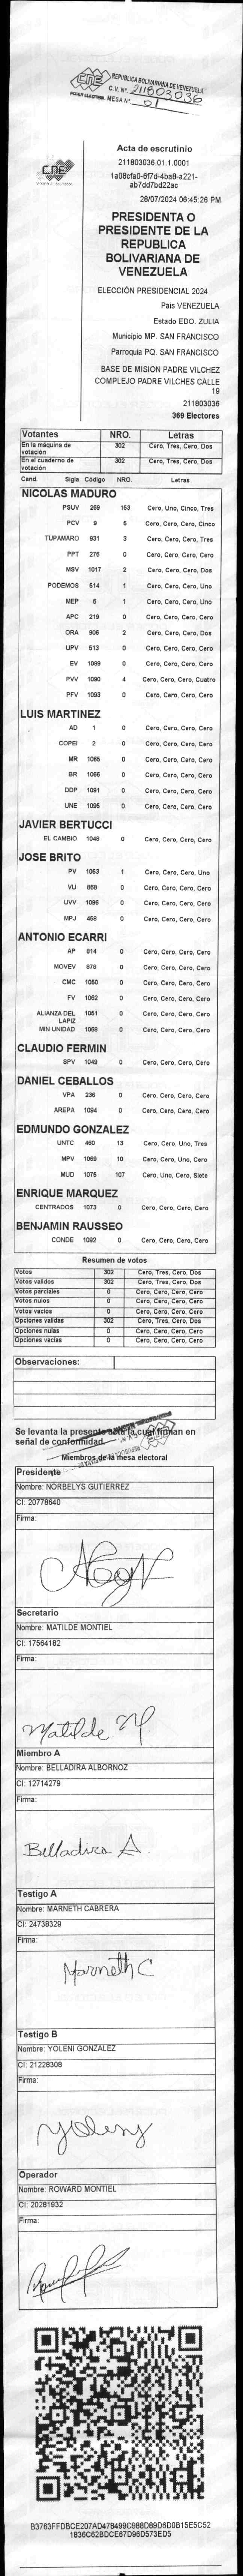 CNE
REPUBLICA BOLIVARIANA DE VENEZUELA
C.V. Nº 211803036
PODER ELECTORAL MESA Nº 01
CNE
Acta de escrutinio
211803036.01.1.0001
1a08cfa0-6f7d-4ba8-a221-
ab7dd7bd22ac
28/07/2024 06:45:26 PM
PRESIDENTA O
PRESIDENTE DE LA
REPUBLICA
BOLIVARIANA DE
VENEZUELA
ELECCIÓN PRESIDENCIAL 2024
Pais VENEZUELA
Estado EDO. ZULIA
Municipio MP. SAN FRANCISCO
Parroquia PQ. SAN FRANCISCO
BASE DE MISION PADRE VILCHEZ
COMPLEJO PADRE VILCHES CALLE
19
211803036
369 Electores
Votantes NRO. Letras
En la máquina de votación 302 Cero, Tres, Cero, Dos
En el cuaderno de votación 302 Cero, Tres, Cero, Dos
Cand. Sigla Código NRO. Letras
NICOLAS MADURO
PSUV 269 153 Cero, Uno, Cinco, Tres
PCV 9 5 Cero, Cero, Cero, Cinco
TUPAMARO 931 3 Cero, Cero, Cero, Tres
PPT 276 0 Cero, Cero, Cero, Cero
MSV 1017 2 Cero, Cero, Cero, Dos
PODEMOS 514 1 Cero, Cero, Cero, Uno
MEP 5 1 Cero, Cero, Cero, Uno
APC 219 0 Cero, Cero, Cero, Cero
ORA 906 2 Cero, Cero, Cero, Dos
UPV 513 0 Cero, Cero, Cero, Cero
EV 1089 0 Cero, Cero, Cero, Cero
PVV 1090 4 Cero, Cero, Cero, Cuatro
PFV 1093 0 Cero, Cero, Cero, Cero
LUIS MARTINEZ
AD 1 0 Cero, Cero, Cero, Cero
COPEI 2 0 Cero, Cero, Cero, Cero
MR 1065 0 Cero, Cero, Cero, Cero
BR 1066 0 Cero, Cero, Cero, Cero
DDP 1091 0 Cero, Cero, Cero, Cero
UNE 1095 0 Cero, Cero, Cero, Cero
JAVIER BERTUCCI
EL CAMBIO 1048 0 Cero, Cero, Cero, Cero
JOSE BRITO
PV 1063 1 Cero, Cero, Cero, Uno
VU 868 0 Cero, Cero, Cero, Cero
UVV 1096 0 Cero, Cero, Cero, Cero
MPJ 458 0 Cero, Cero, Cero, Cero
ANTONIO ECARRI
AP 814 0 Cero, Cero, Cero, Cero
MOVEV 878 0 Cero, Cero, Cero, Cero
CMC 1050 0 Cero, Cero, Cero, Cero
FV 1062 0 Cero, Cero, Cero, Cero
ALIANZA DEL LAPIZ 1051 0 Cero, Cero, Cero, Cero
MIN UNIDAD 1068 0 Cero, Cero, Cero, Cero
CLAUDIO FERMIN
SPV 1049 0 Cero, Cero, Cero, Cero
DANIEL CEBALLOS
VPA 236 0 Cero, Cero, Cero, Cero
AREPA 1094 0 Cero, Cero, Cero, Cero
EDMUNDO GONZALEZ
UNTC 460 13 Cero, Cero, Uno, Tres
MPV 1069 10 Cero, Cero, Uno, Cero
MUD 1075 107 Cero, Uno, Cero, Siete
ENRIQUE MARQUEZ
CENTRADOS 1073 0 Cero, Cero, Cero, Cero
BENJAMIN RAUSSEO
CONDE 1092 0 Cero, Cero, Cero, Cero
Resumen de votos
Votos 302 Cero, Tres, Cero, Dos
Votos validos 302 Cero, Tres, Cero, Dos
Votos parciales 0 Cero, Cero, Cero, Cero
Votos nulos 0 Cero, Cero, Cero, Cero
Votos vacios 0 Cero, Cero, Cero, Cero
Opciones validas 302 Cero, Tres, Cero, Dos
Opciones nulas 0 Cero, Cero, Cero, Cero
Opciones vacias 0 Cero, Cero, Cero, Cero
Observaciones:
Se levanta la presente acta la cual firman en
señal de conformidad.
Miembros de la mesa electoral
Presidente
Nombre: NORBELYS GUTIERREZ
CI: 20778640
Firma:
Secretario
Nombre: MATILDE MONTIEL
CI: 17564182
Firma:
Matilde M
Miembro A
Nombre: BELLADIRA ALBORNOZ
CI: 12714279
Firma:
Belladira A.
Testigo A
Nombre: MARNETH CABRERA
CI: 24738329
Firma:
Marneth C
Testigo B
Nombre: YOLENI GONZALEZ
CI: 21228308
Firma:
Yoleny
Operador
Nombre: ROWARD MONTIEL
CI: 20281932
Firma:
B3763FFDBCE207AD478499C988D89D6D0B15E5C52
1836C62BDCE67D96D573ED5